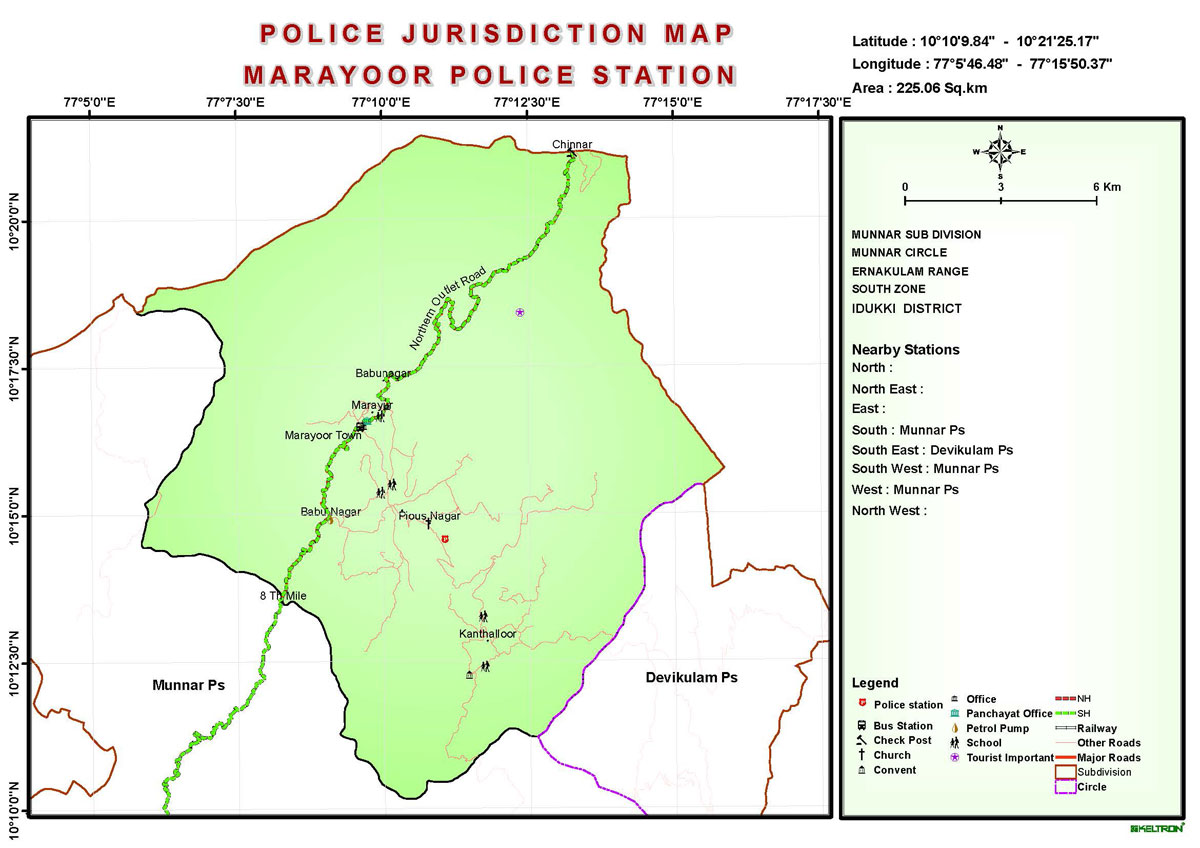 POLICE JURISDICTION MAP
MARAYOOR POLICE STATION
Latitude : 10°10'9.84" - 10°21'25.17"
Longitude : 77°5'46.48" - 77°15'50.37"
Area : 225.06 Sq.km
77°5'0"E 77°7'30"E 77°10'0"E 77°12'30"E 77°15'0"E 77°17'30"E
10°20'0"N
10°17'30"N
10°15'0"N
10°12'30"N
10°10'0"N
Chinnar
Northern Outlet Road
Babunagar
Marayur
Marayoor Town
Babu Nagar
Pious Nagar
8 Th Mile
Kanthalloor
Munnar Ps
Devikulam Ps
N
W E
S
0 3 6 Km
MUNNAR SUB DIVISION
MUNNAR CIRCLE
ERNAKULAM RANGE
SOUTH ZONE
IDUKKI DISTRICT
Nearby Stations
North :
North East :
East :
South : Munnar Ps
South East : Devikulam Ps
South West : Munnar Ps
West : Munnar Ps
North West :
Legend
Police station
Bus Station
Check Post
Church
Convent
Office
Panchayat Office
Petrol Pump
School
Tourist Important
NH
SH
Railway
Other Roads
Major Roads
Subdivision
Circle
KELTRON